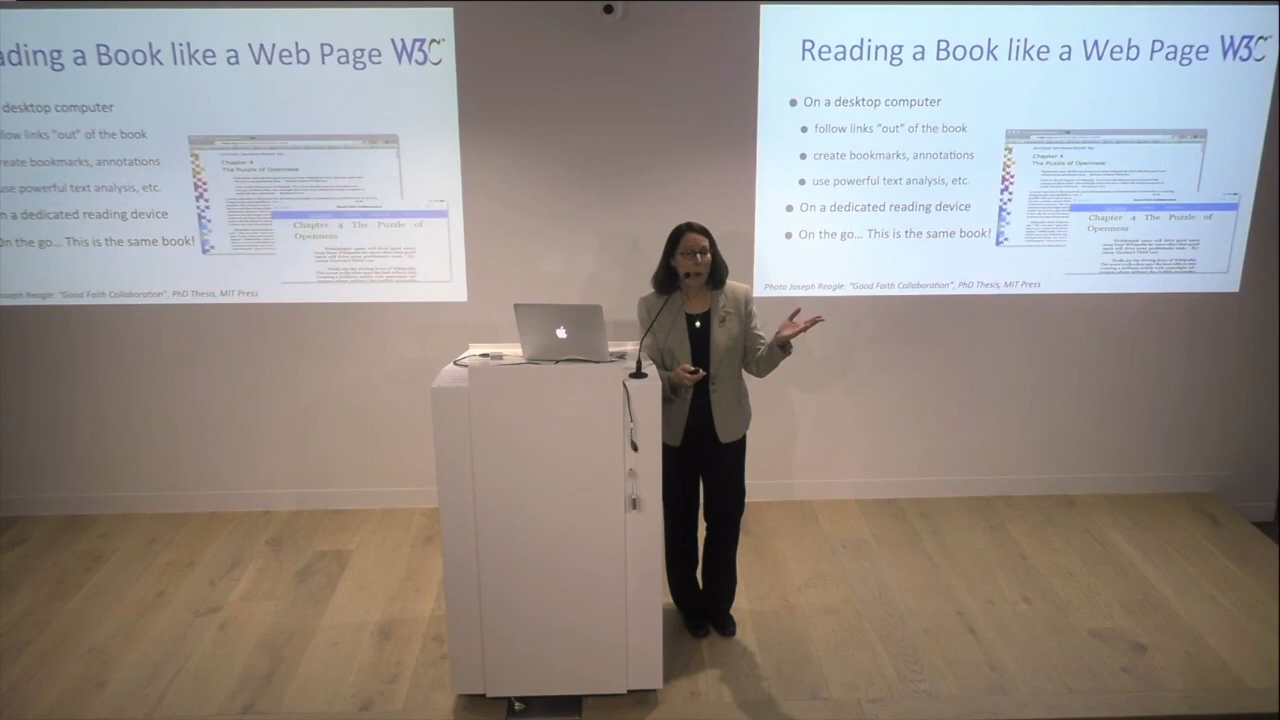 ading a Book like a Web Page W3C
desktop computer
llow links "out" of the book
reate bookmarks, annotations
use powerful text analysis, etc.
n a dedicated reading device
On the go... This is the same book!
Chapter 4
The Puzzle of Openness
Chapter 4 The Puzzle of
Openness
Joseph Reagle: "Good Faith Collaboration", PhD Thesis, MIT Press
Reading a Book like a Web Page W3C
On a desktop computer
follow links "out" of the book
create bookmarks, annotations
use powerful text analysis, etc.
On a dedicated reading device
On the go... This is the same book!
Chapter 4
The Puzzle of Openness
Chapter 4 The Puzzle of
Openness
Photo Joseph Reagle: "Good Faith Collaboration", PhD Thesis, MIT Press